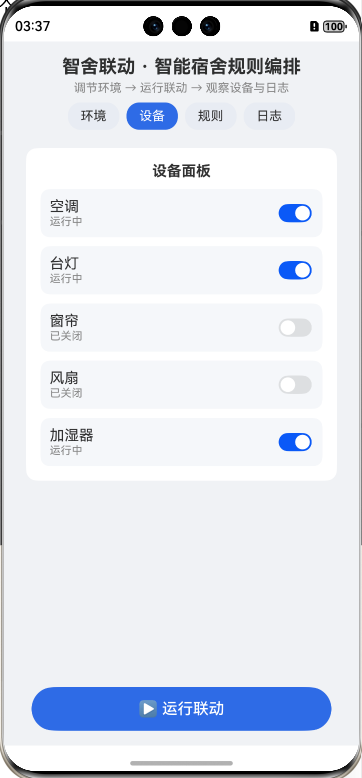 03:37
100
智舍联动 · 智能宿舍规则编排
调节环境 → 运行联动 → 观察设备与日志
环境 设备 规则 日志
设备面板
空调
运行中
台灯
运行中
窗帘
已关闭
风扇
已关闭
加湿器
运行中
运行联动